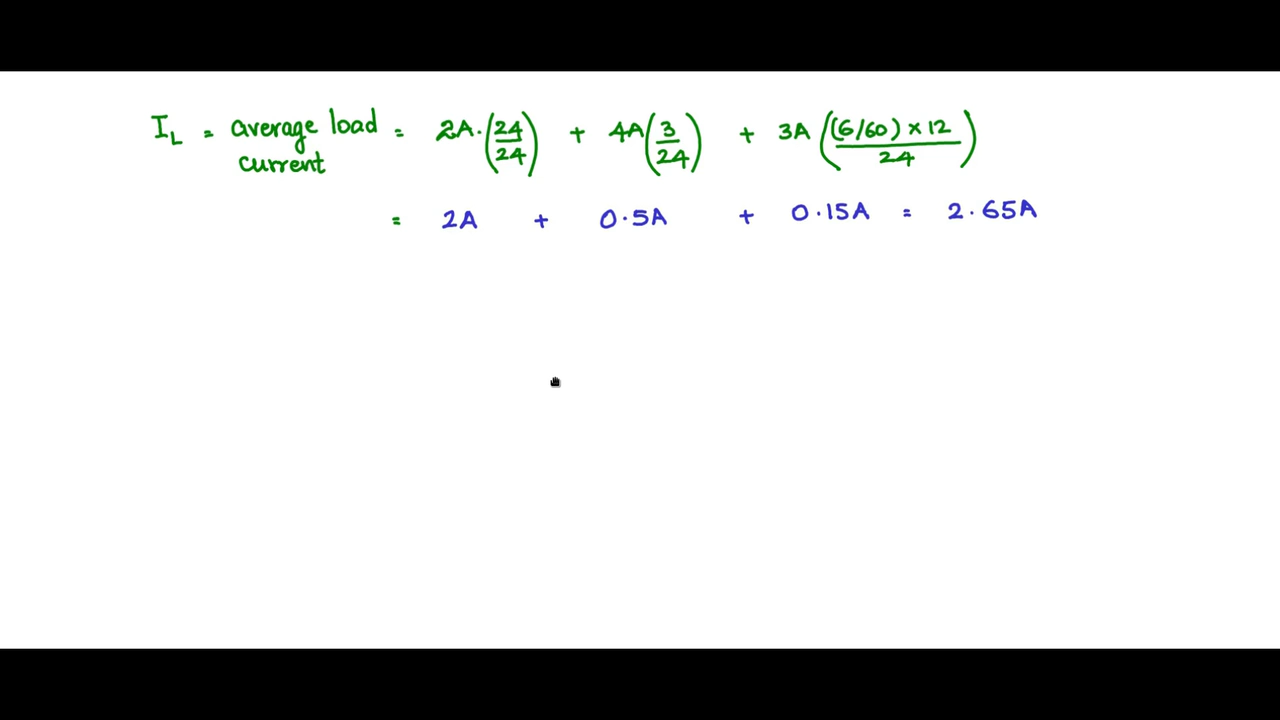 I_L = average load current = 2A·(24/24) + 4A(3/24) + 3A((6/60)×12/24)
= 2A + 0.5A + 0.15A = 2.65A